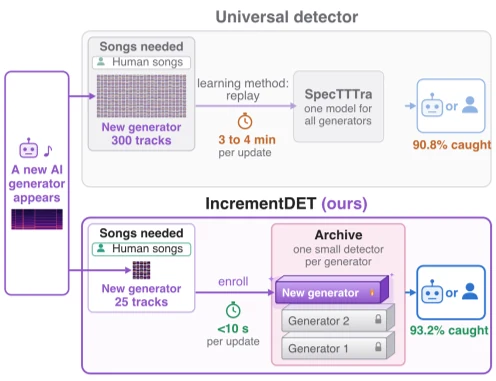 Universal detector
Songs needed
Human songs
New generator
300 tracks
learning method:
replay
3 to 4 min
per update
SpecTTTra
one model for
all generators
or
90.8% caught
A new AI
generator
appears
IncrementDET (ours)
Songs needed
Human songs
New generator
25 tracks
enroll
<10 s
per update
Archive
one small detector
per generator
New generator
Generator 2
Generator 1
or
93.2% caught